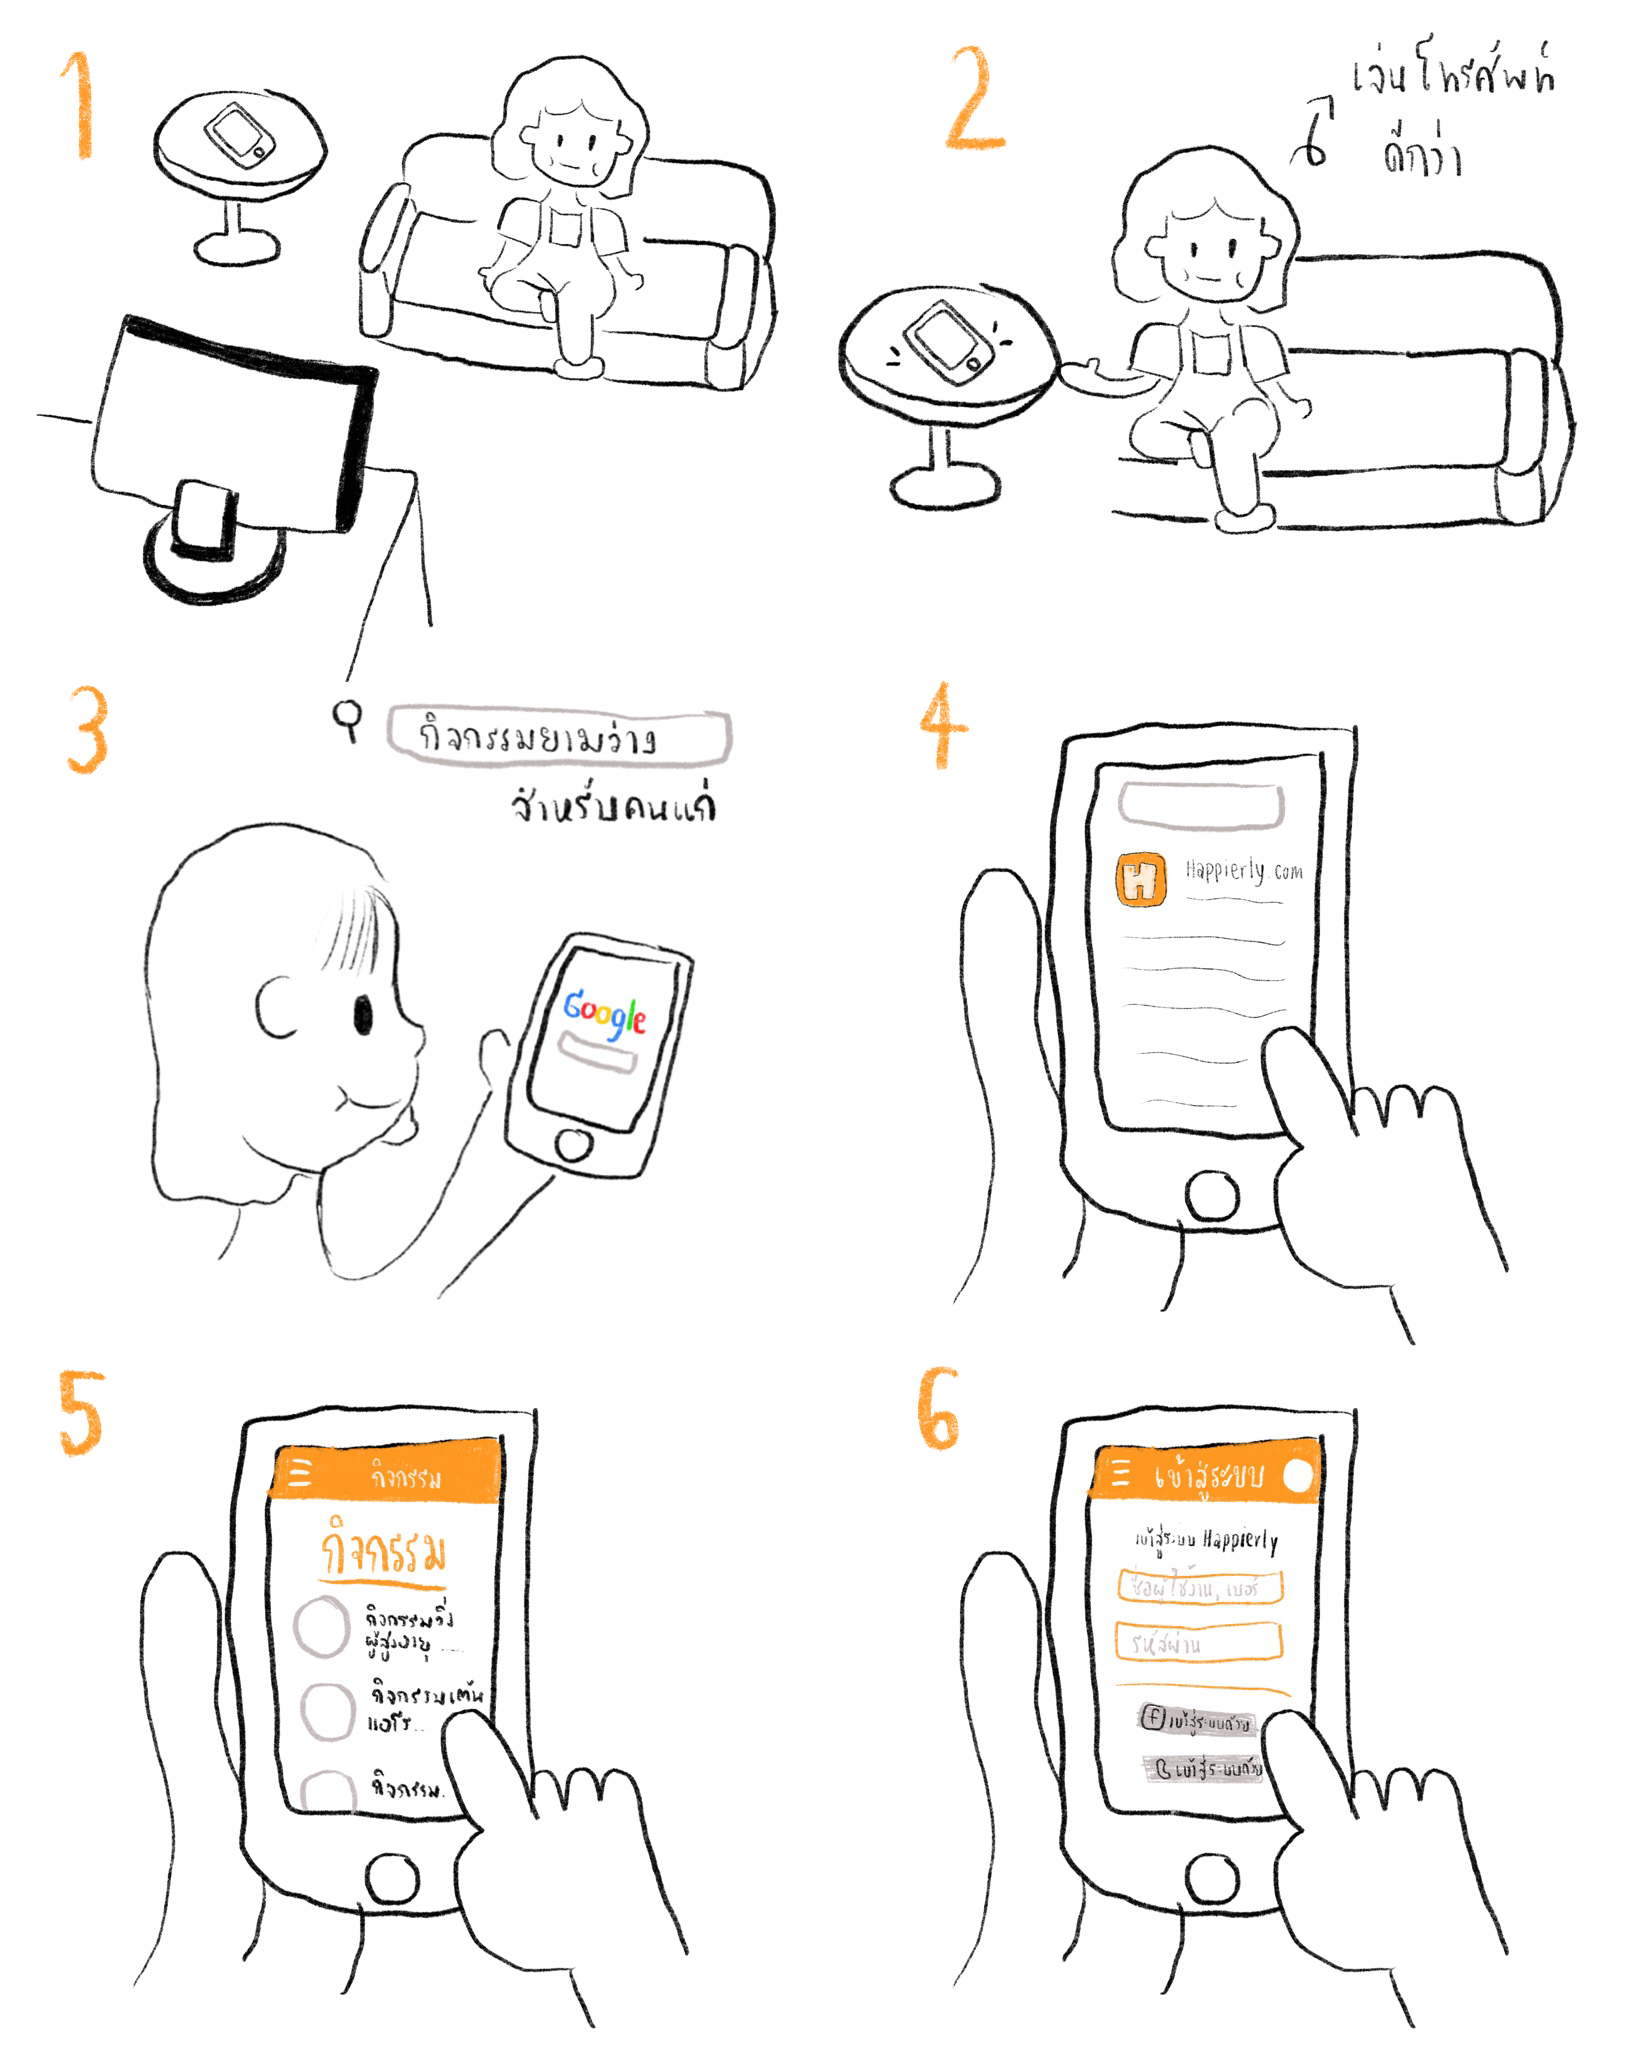 1
2
เล่นโทรศัพท์
ดีกว่า
3
กิจกรรมยามว่าง
สำหรับคนแก่
Google
4
H
Happierly.com
5
กิจกรรม
กิจกรรม
กิจกรรมวิ่ง
ผู้สูงอายุ ....
กิจกรรมเต้น
แอโร..
กิจกรรม.
6
เข้าสู่ระบบ
เข้าสู่ระบบ Happierly
ชื่อผู้ใช้งาน, เบอร์
รหัสผ่าน
f เข้าสู่ระบบด้วย
เข้าสู่ระบบด้วย